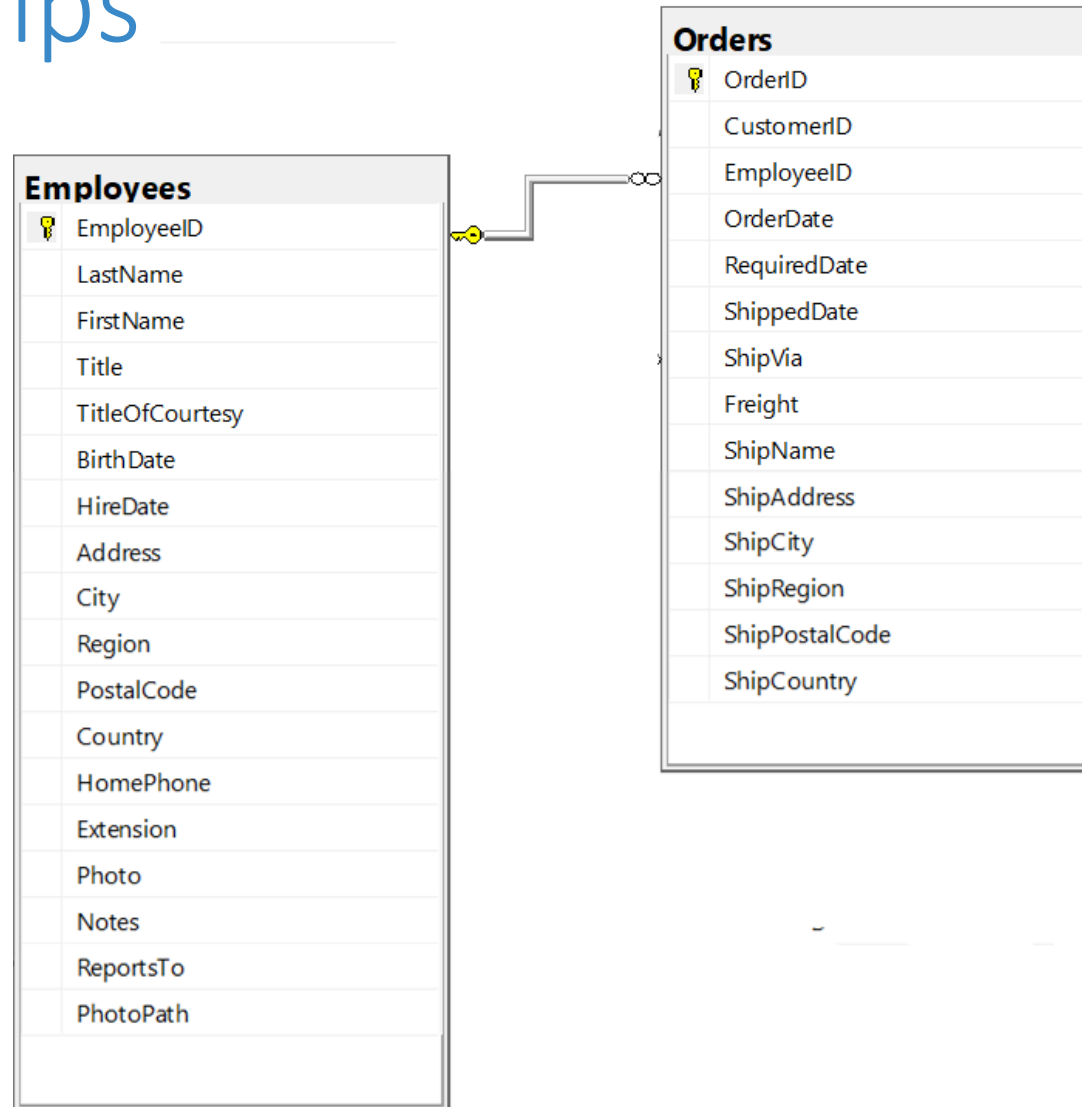 ips
Employees
EmployeeID
LastName
FirstName
Title
TitleOfCourtesy
BirthDate
HireDate
Address
City
Region
PostalCode
Country
HomePhone
Extension
Photo
Notes
ReportsTo
PhotoPath
Orders
OrderID
CustomerID
EmployeeID
OrderDate
RequiredDate
ShippedDate
ShipVia
Freight
ShipName
ShipAddress
ShipCity
ShipRegion
ShipPostalCode
ShipCountry